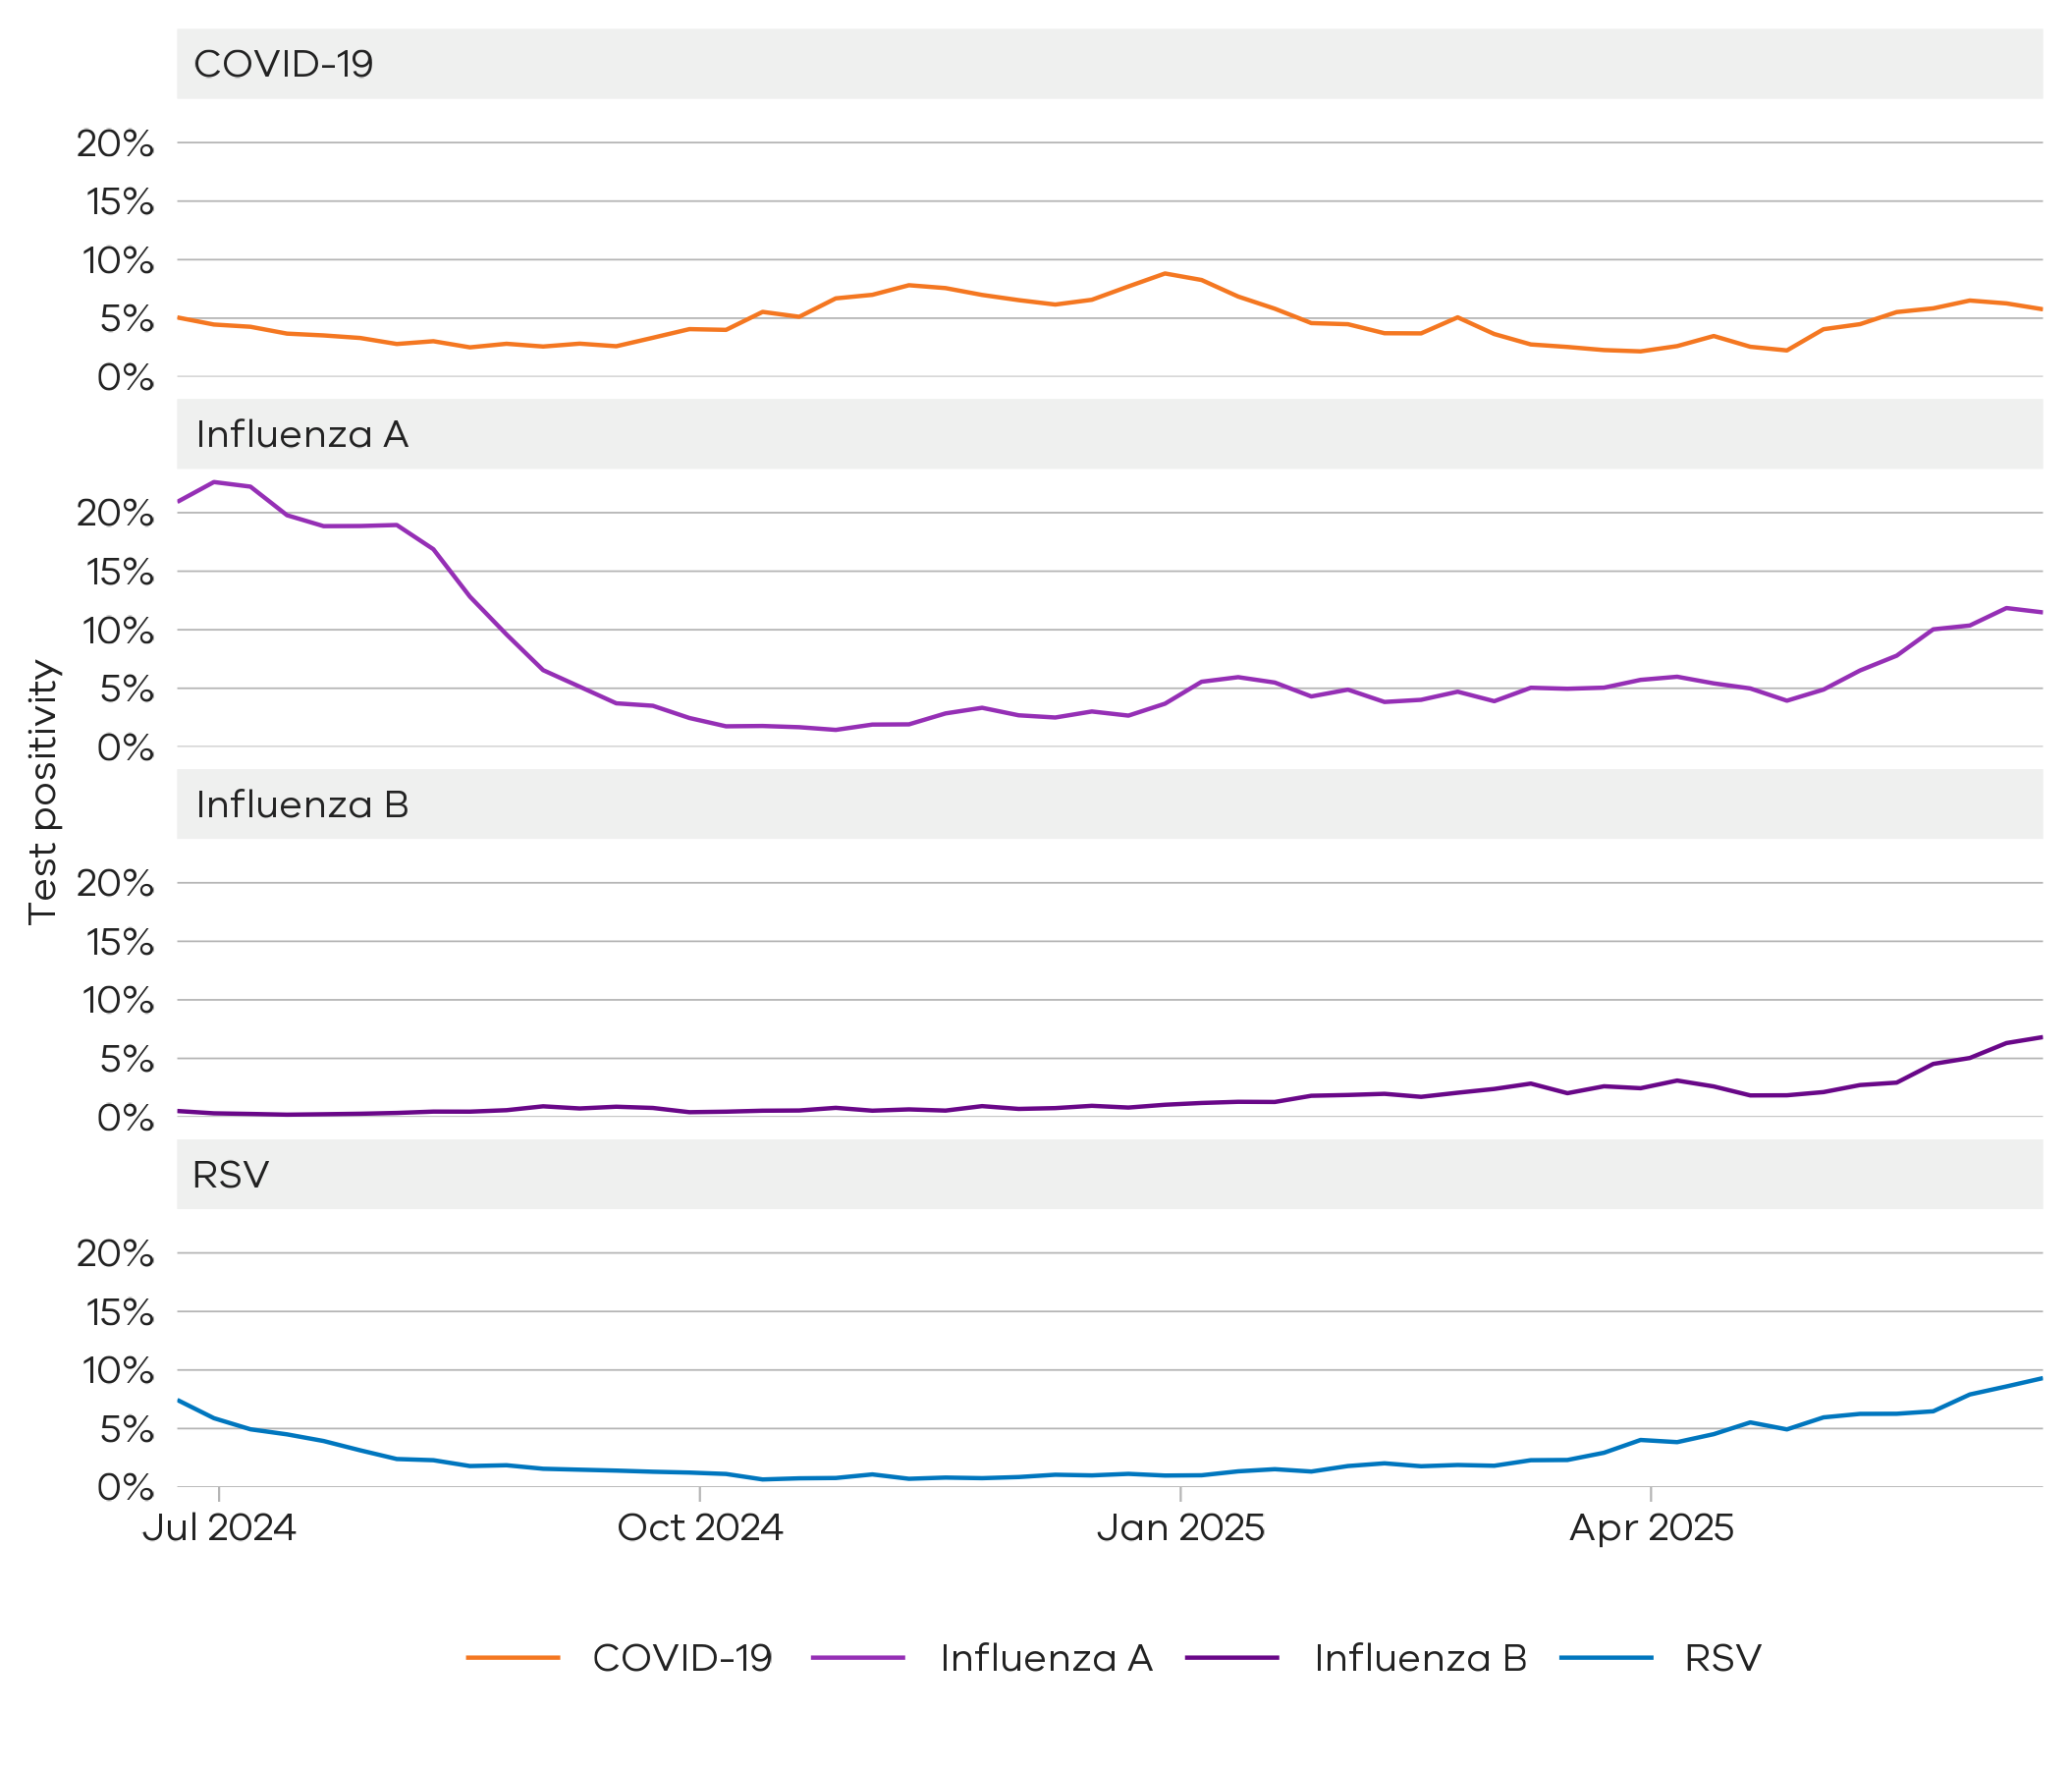 COVID-19
20%
15%
10%
5%
0%
Influenza A
20%
15%
10%
5%
0%
Influenza B
20%
15%
10%
5%
0%
RSV
20%
15%
10%
5%
0%
Test positivity
Jul 2024 Oct 2024 Jan 2025 Apr 2025
COVID-19 Influenza A Influenza B RSV